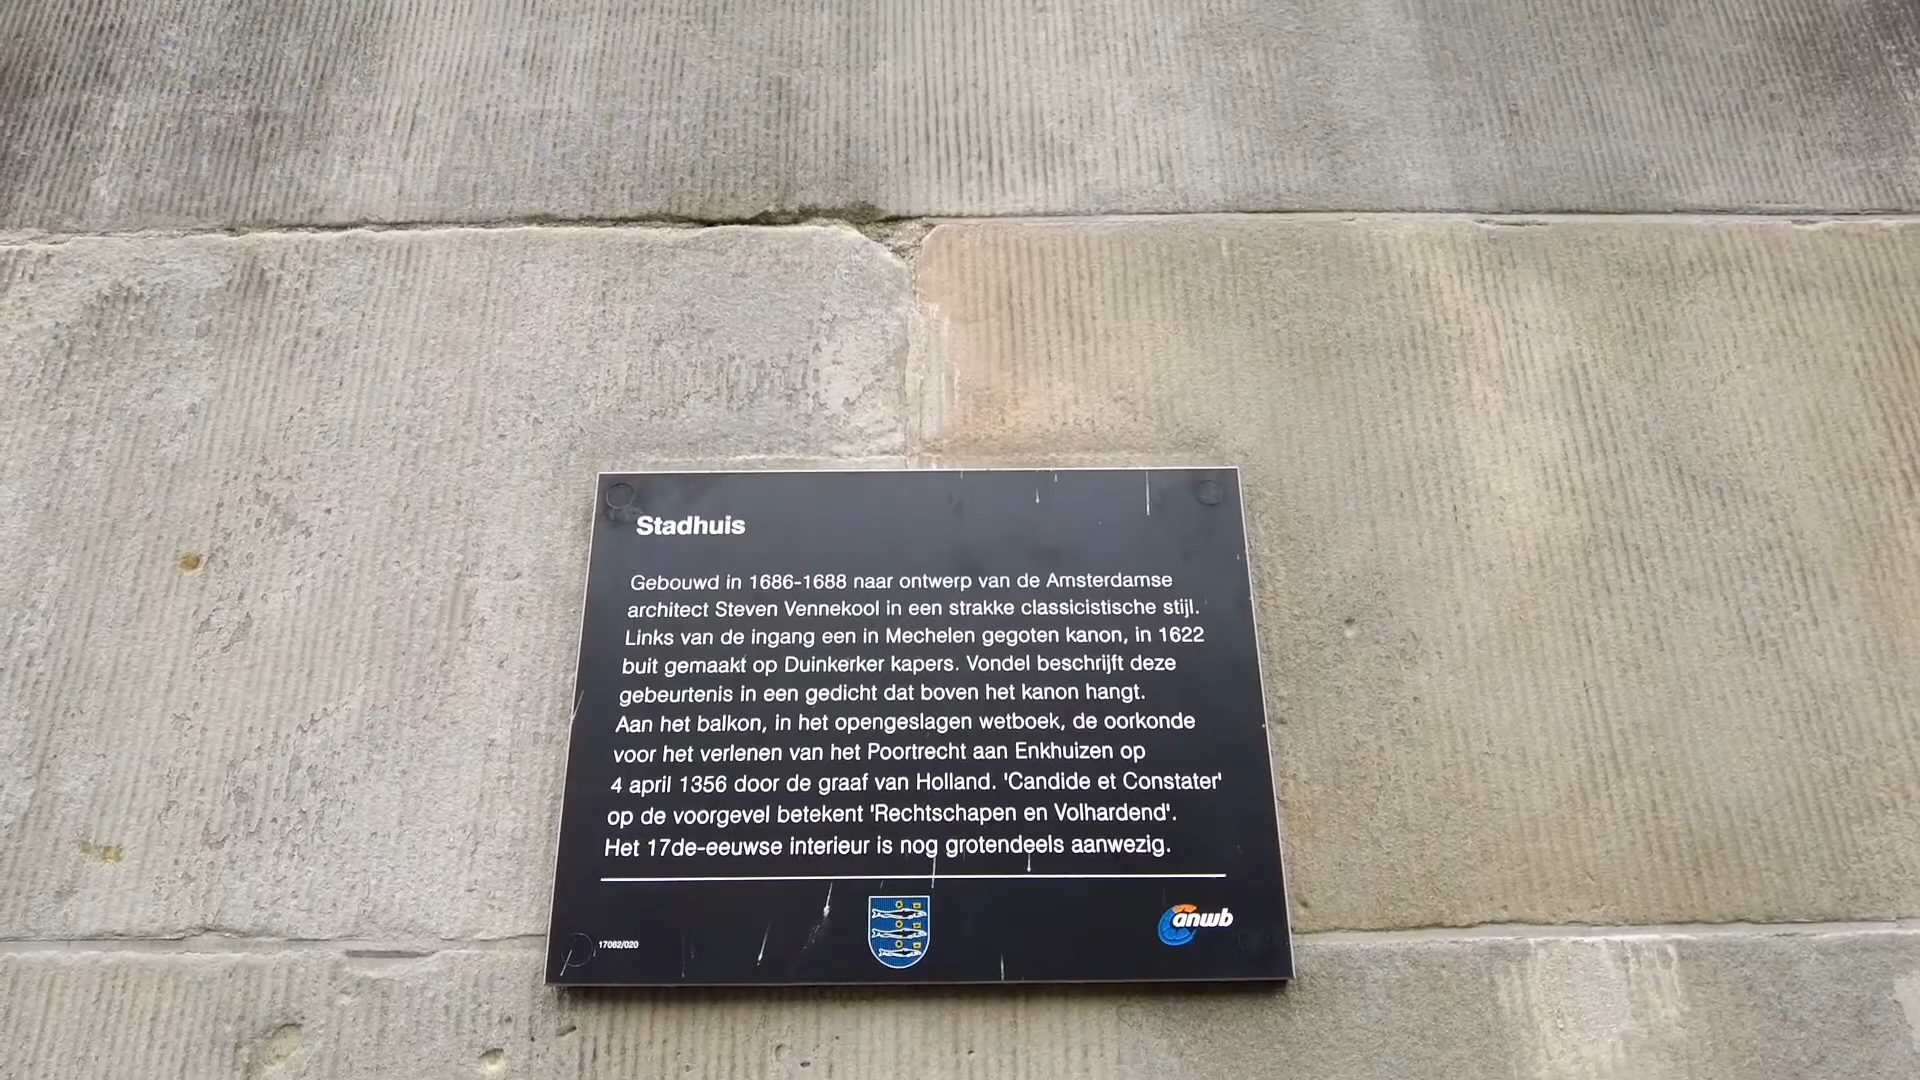 Stadhuis
Gebouwd in 1686-1688 naar ontwerp van de Amsterdamse
architect Steven Vennekool in een strakke classicistische stijl.
Links van de ingang een in Mechelen gegoten kanon, in 1622
buit gemaakt op Duinkerker kapers. Vondel beschrijft deze
gebeurtenis in een gedicht dat boven het kanon hangt.
Aan het balkon, in het opengeslagen wetboek, de oorkonde
voor het verlenen van het Poortrecht aan Enkhuizen op
4 april 1356 door de graaf van Holland. 'Candide et Constater'
op de voorgevel betekent 'Rechtschapen en Volhardend'.
Het 17de-eeuwse interieur is nog grotendeels aanwezig.
17062/020
anwb